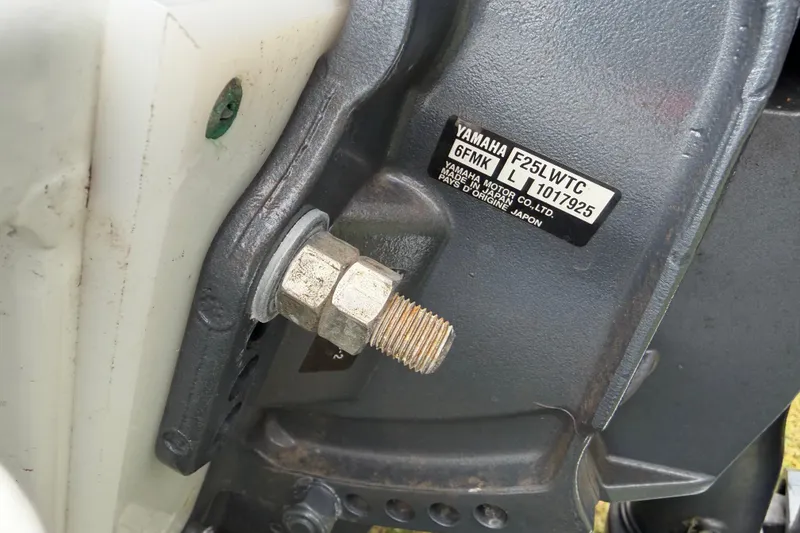 YAMAHA F25LWTC
6FMK L 1017925
YAMAHA MOTOR CO.,LTD.
MADE IN JAPAN
PAYS D'ORIGINE JAPON